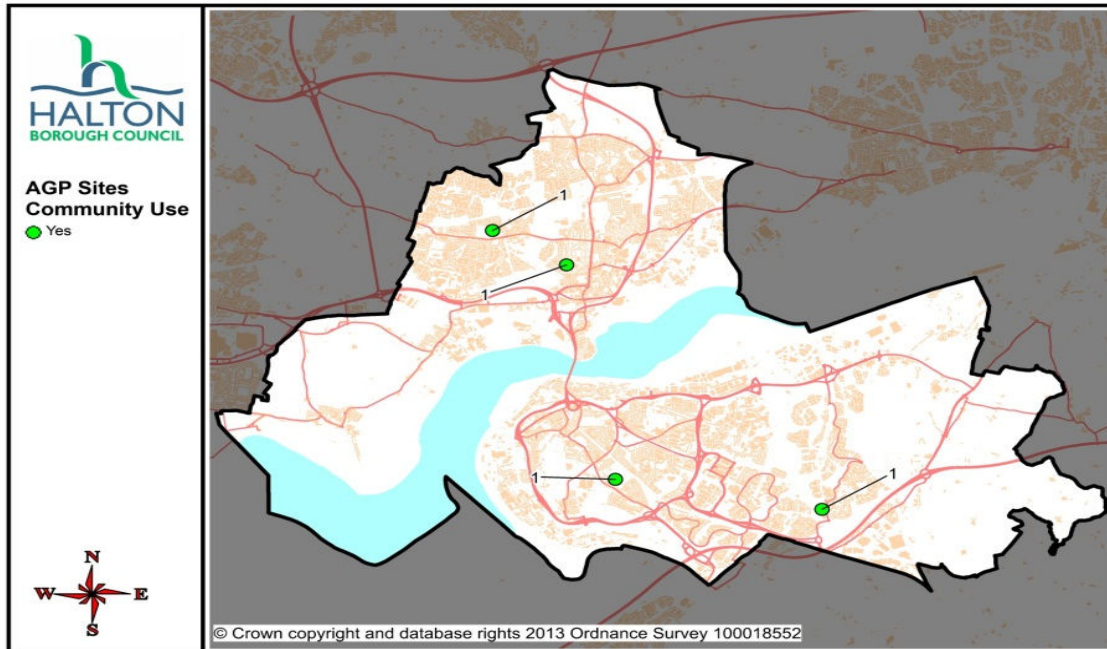 HALTON
BOROUGH COUNCIL
AGP Sites
Community Use
Yes
N
W E
S
1
1
1
1
© Crown copyright and database rights 2013 Ordnance Survey 100018552